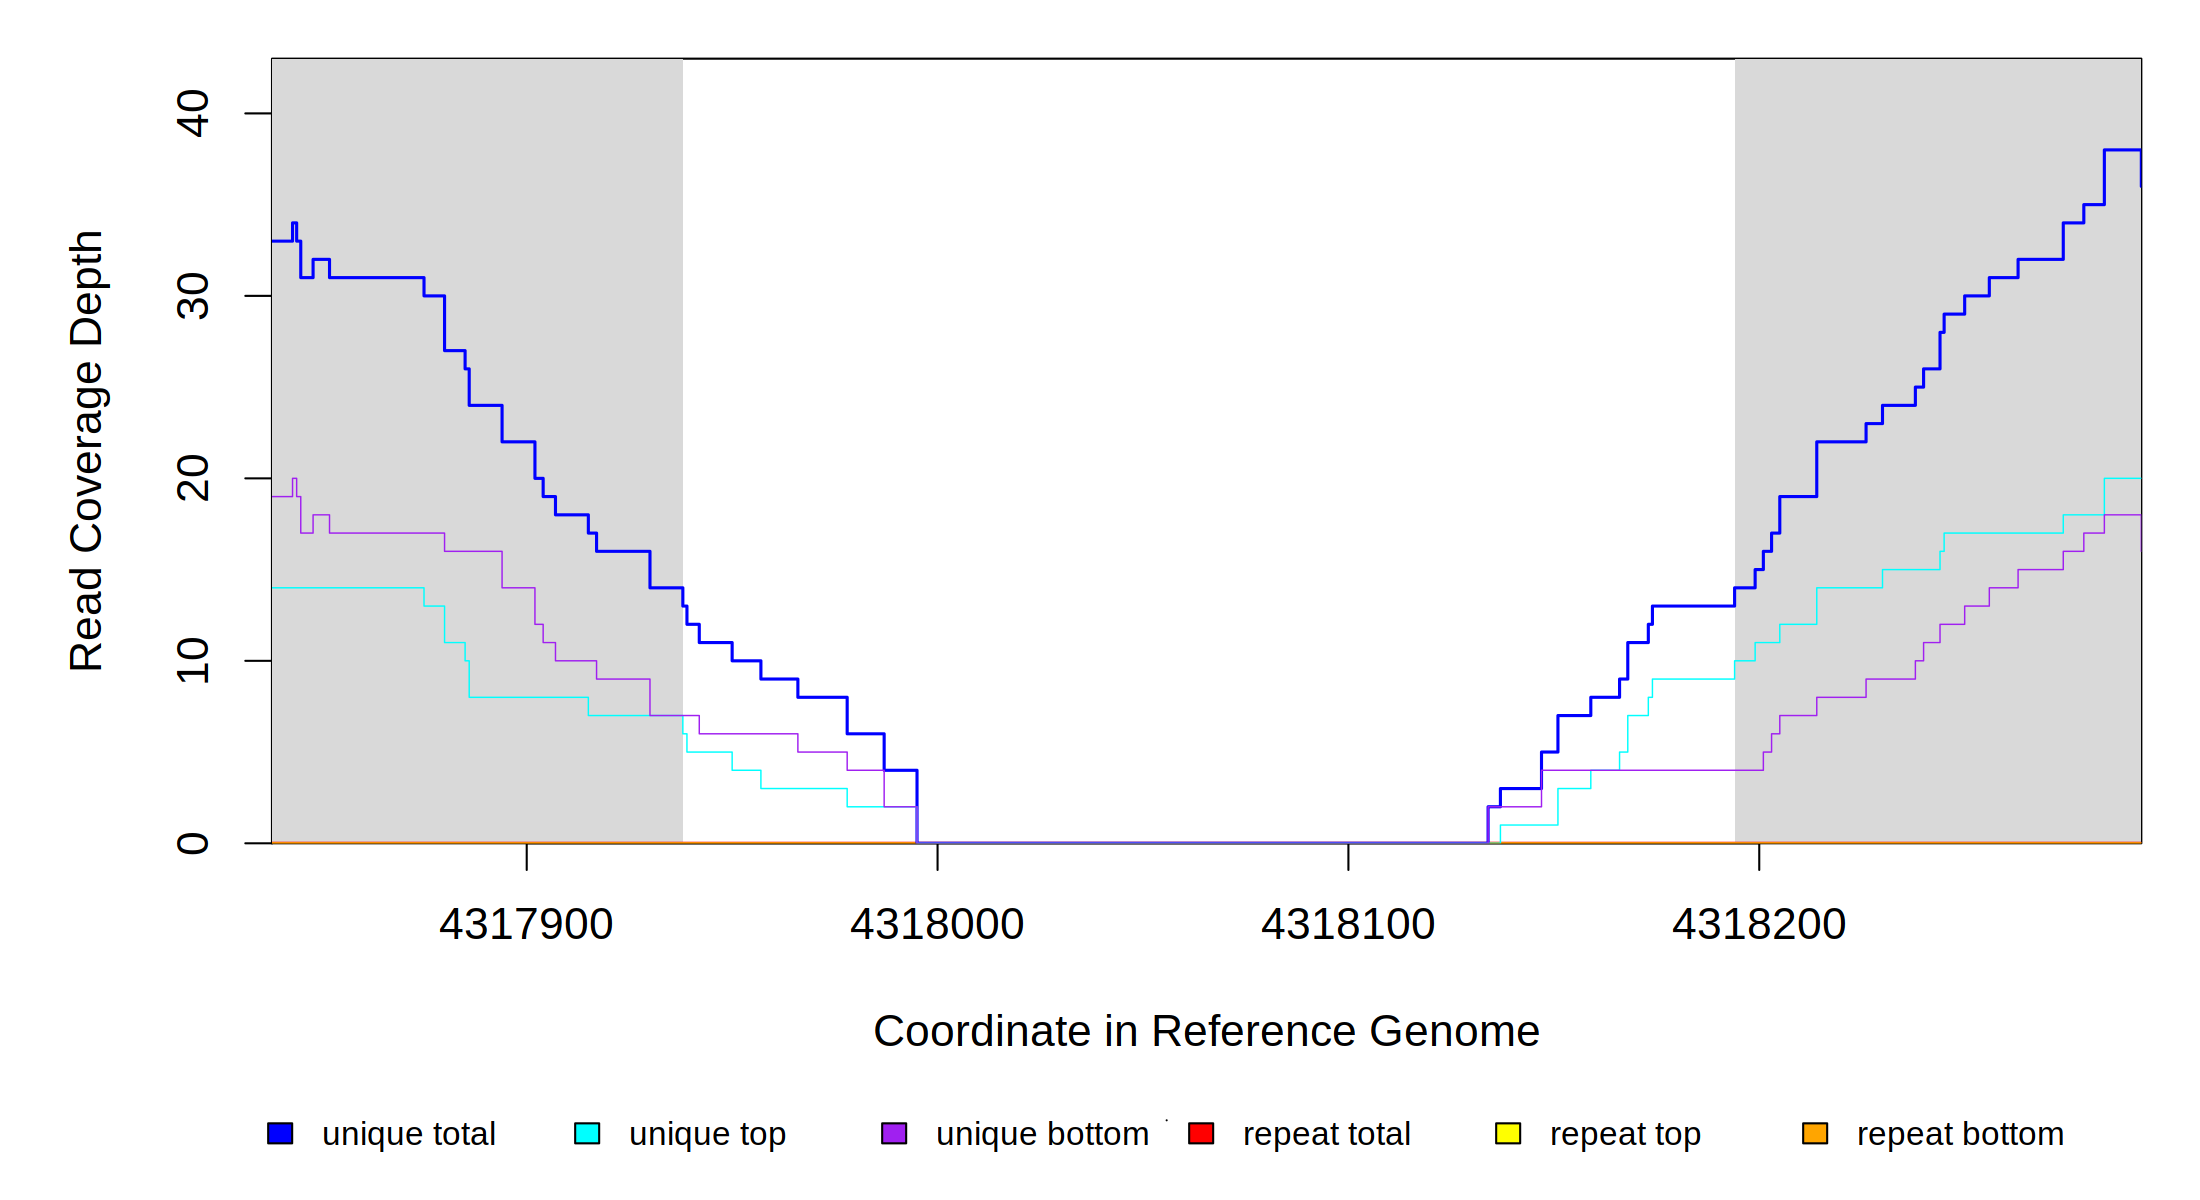 40
30
20
10
0
Read Coverage Depth
4317900 4318000 4318100 4318200
Coordinate in Reference Genome
unique total unique top unique bottom repeat total repeat top repeat bottom